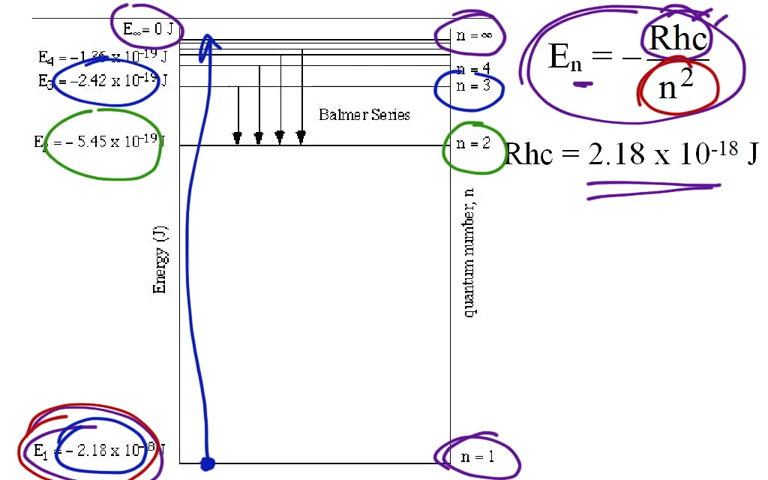 E∞= 0 J
n = ∞
E4 = -1.36 x 10-19 J
n = 4
E3 = -2.42 x 10-19 J
n = 3
Balmer Series
E2 = - 5.45 x 10-19 J
n = 2
Energy (J)
quantum number, n
E1 = - 2.18 x 10-18 J
n = 1
En = - Rhc
n2
Rhc = 2.18 x 10-18 J